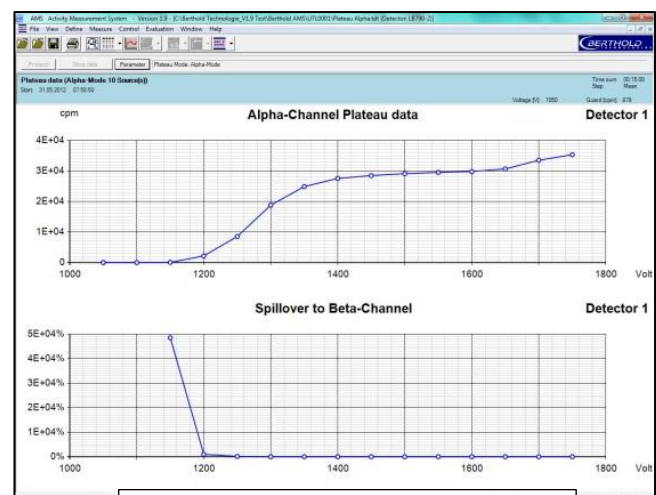 AMS Activity Measurement System - Version 1.9 - [C:\Berthold Technologie_V1.9 Test\Berthold AMS\UTL0001\Plateau Alpha.tdt (Detector: LB790-2)]
File View Define Measure Control Evaluation Window Help
BERTHOLD
Protocol Store data Parameter Plateau Mode: Alpha-Mode
Plateau data (Alpha-Mode 10 Source(s)) Time sum 00:15:00
Start 31.05.2012 07:50:50 Step Mean
Voltage [V] 1050 Guard [cpm] 878
cpm Alpha-Channel Plateau data Detector 1
4E+04
3E+04
2E+04
1E+04
0
1000 1200 1400 1600 1800 Volt
Spillover to Beta-Channel Detector 1
5E+04%
4E+04%
3E+04%
2E+04%
1E+04%
0%
1000 1200 1400 1600 1800 Volt